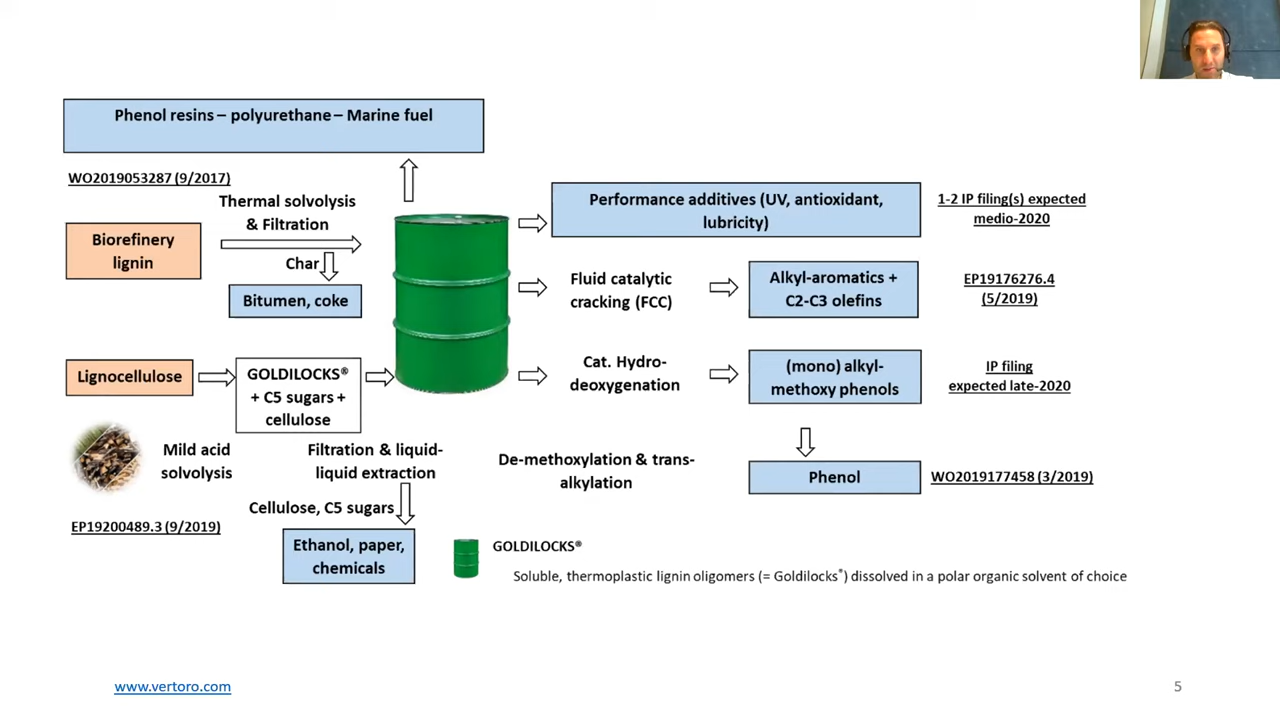 Phenol resins – polyurethane – Marine fuel
WO2019053287 (9/2017)
Thermal solvolysis
& Filtration
Biorefinery
lignin
Char
Bitumen, coke
Performance additives (UV, antioxidant,
lubricity)
1-2 IP filing(s) expected
medio-2020
Fluid catalytic
cracking (FCC)
Alkyl-aromatics +
C2-C3 olefins
EP19176276.4
(5/2019)
Lignocellulose
GOLDILOCKS®
+ C5 sugars +
cellulose
Cat. Hydro-
deoxygenation
(mono) alkyl-
methoxy phenols
IP filing
expected late-2020
Mild acid
solvolysis
Filtration & liquid-
liquid extraction
De-methoxylation & trans-
alkylation
Phenol
WO2019177458 (3/2019)
Cellulose, C5 sugars
EP19200489.3 (9/2019)
Ethanol, paper,
chemicals
GOLDILOCKS®
Soluble, thermoplastic lignin oligomers (= Goldilocks®) dissolved in a polar organic solvent of choice
www.vertoro.com
5